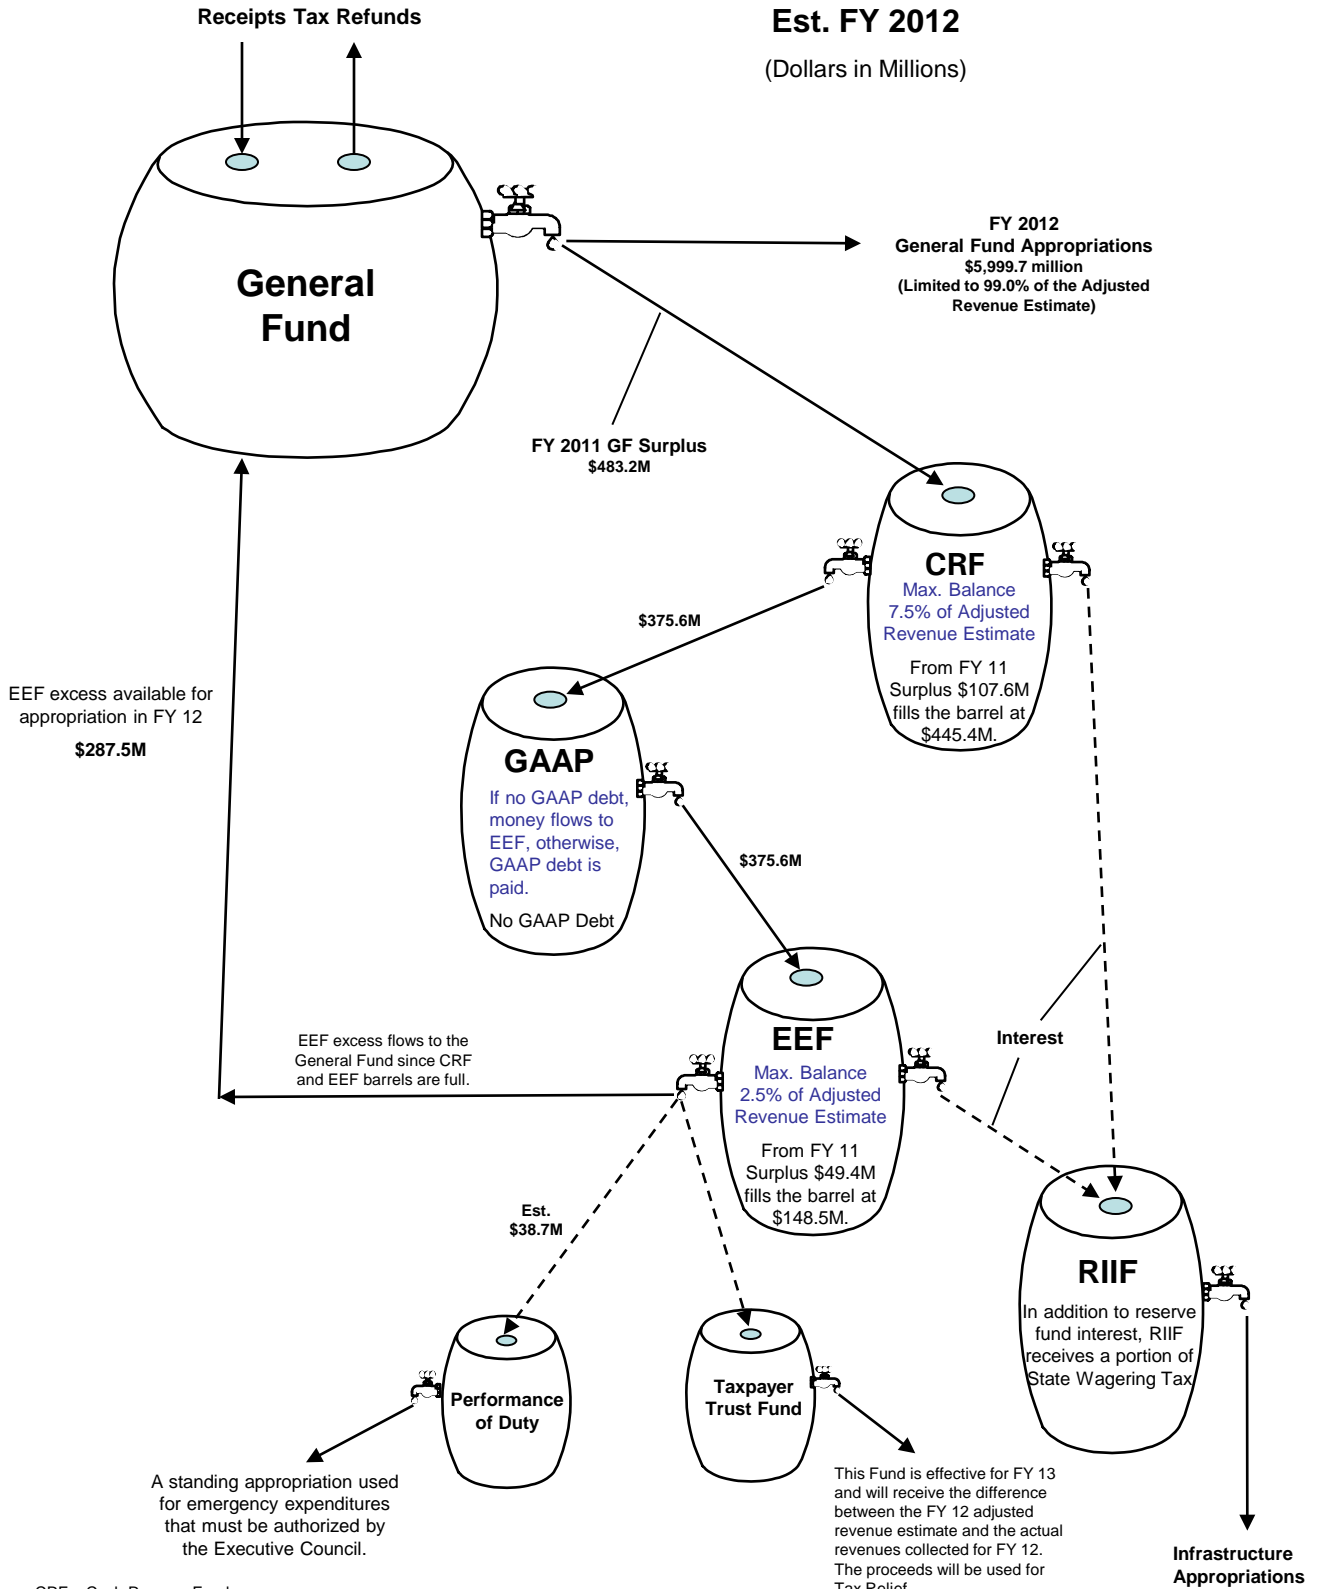 Receipts Tax Refunds
Est. FY 2012
(Dollars in Millions)
General
Fund
FY 2012
General Fund Appropriations
$5,999.7 million
(Limited to 99.0% of the Adjusted
Revenue Estimate)
FY 2011 GF Surplus
$483.2M
CRF
Max. Balance
7.5% of Adjusted
Revenue Estimate
From FY 11
Surplus $107.6M
fills the barrel at
$445.4M.
$375.6M
EEF excess available for
appropriation in FY 12
$287.5M
GAAP
If no GAAP debt,
money flows to
EEF, otherwise,
GAAP debt is
paid.
No GAAP Debt
$375.6M
EEF
Max. Balance
2.5% of Adjusted
Revenue Estimate
From FY 11
Surplus $49.4M
fills the barrel at
$148.5M.
EEF excess flows to the
General Fund since CRF
and EEF barrels are full.
Interest
Est.
$38.7M
RIIF
In addition to reserve
fund interest, RIIF
receives a portion of
State Wagering Tax
Performance
of Duty
Taxpayer
Trust Fund
A standing appropriation used
for emergency expenditures
that must be authorized by
the Executive Council.
This Fund is effective for FY 13
and will receive the difference
between the FY 12 adjusted
revenue estimate and the actual
revenues collected for FY 12.
The proceeds will be used for
Tax Relief
Infrastructure
Appropriations